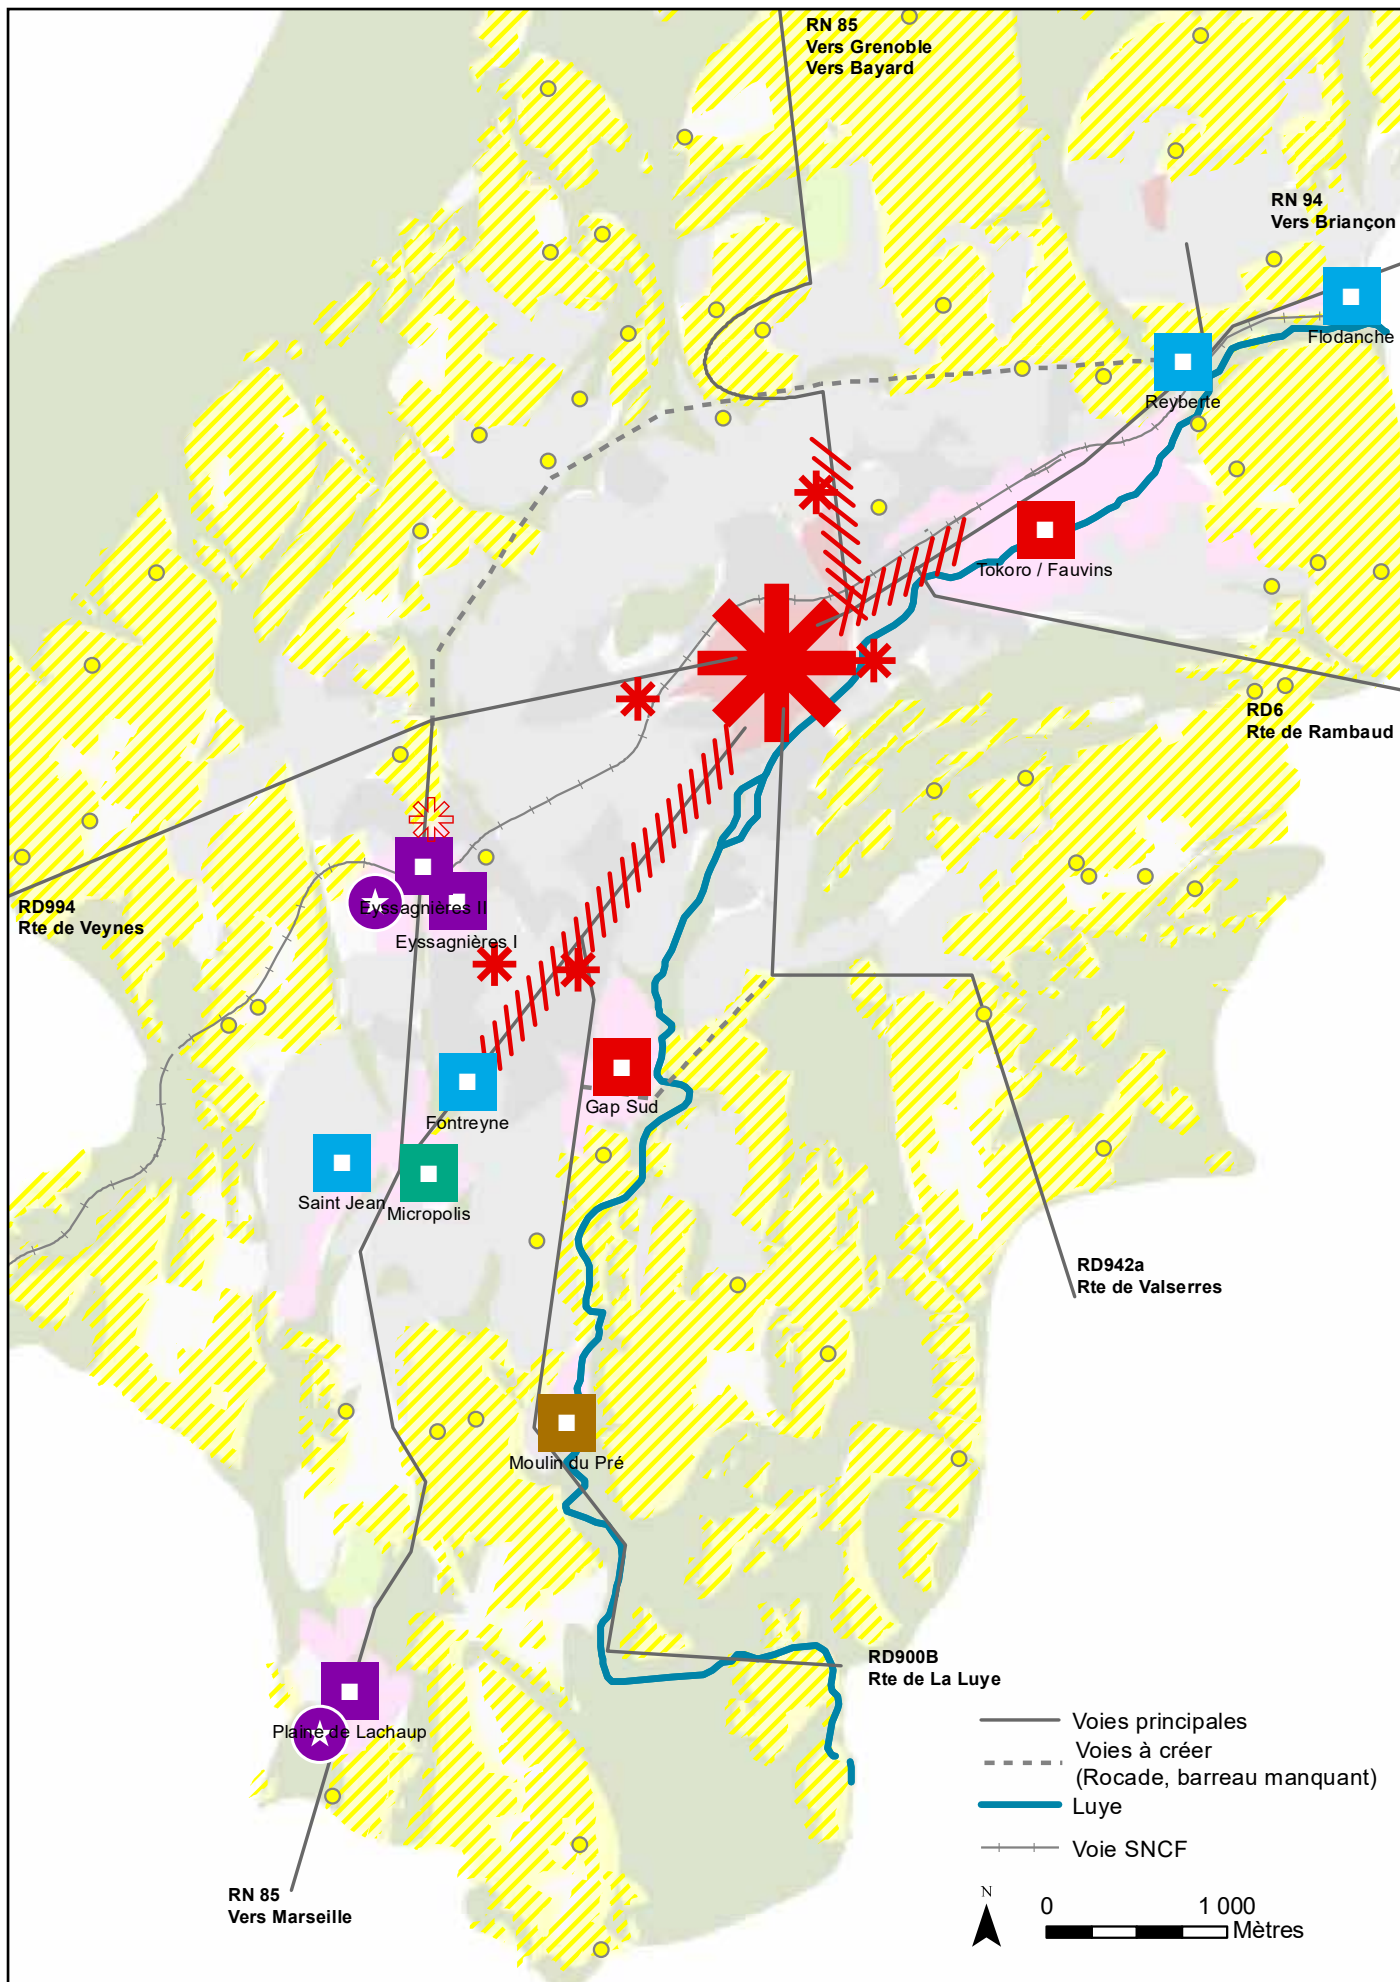 RN 85
Vers Grenoble
Vers Bayard
RN 94
Vers Briançon
Flodanche
Reyberte
Tokoro / Fauvins
RD6
Rte de Rambaud
RD994
Rte de Veynes
Eyssagnières II
Eyssagnières I
Gap Sud
Fontreyne
Saint Jean
Micropolis
RD942a
Rte de Valserres
Moulin du Pré
RD900B
Rte de La Luye
Plaine de Lachaup
RN 85
Vers Marseille
Voies principales
Voies à créer
(Rocade, barreau manquant)
Luye
Voie SNCF
N
0 1 000
Mètres